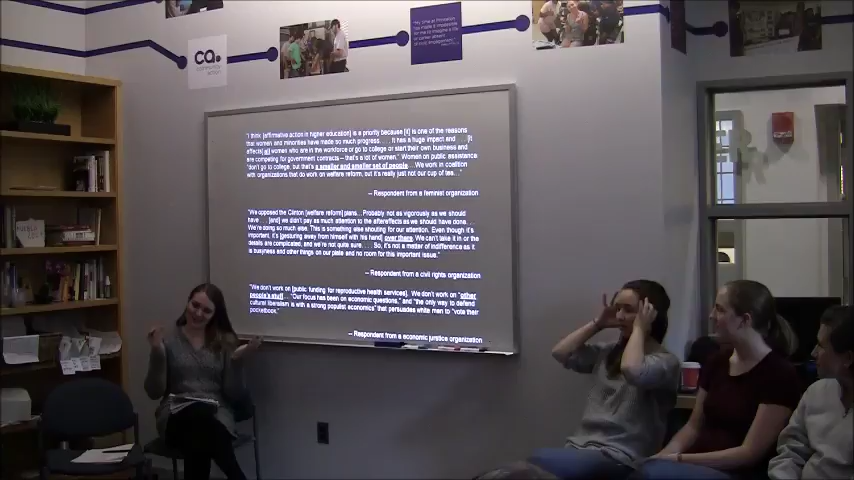 "My time at Princeton
ca.
community
action
"I think [affirmative action in higher education] is a priority because [it] is one of the reasons
that women and minorities have made so much progress. . . . It has a huge impact and . . . [it
affects] all women who are in the workforce or go to college or start their own business and
are competing for government contracts – that's a lot of women." Women on public assistance
"don't go to college, but that's a smaller and smaller set of people. . . We work in coalition
with organizations that do work on welfare reform, but it's really just not our cup of tea…"
– Respondent from a feminist organization
"We opposed the Clinton [welfare reform] plans… Probably not as vigorously as we should
have . . . [and] we didn't pay as much attention to the aftereffects as we should have done. . .
We're doing so much else. This is something else shouting for our attention. Even though it's
important, it's [gesturing away from himself with his hand] over there. We can't take it in or the
details are complicated, and we're not quite sure. . . . So, it's not a matter of indifference as it
is busyness and other things on our plate and no room for this important issue."
– Respondent from a civil rights organization
"We don't work on [public funding for reproductive health services]. We don't work on "other
people's stuff. . . "Our focus has been on economic questions," and "the only way to defend
cultural liberalism is with a strong populist economics" that persuades white men to "vote their
pocketbook."
– Respondent from a economic justice organization